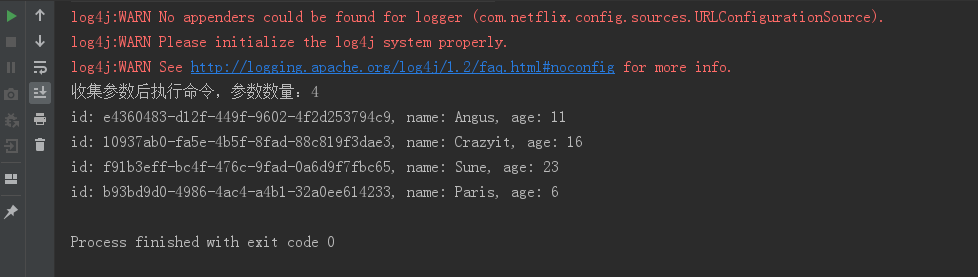 log4j:WARN No appenders could be found for logger (com.netflix.config.sources.URLConfigurationSource).
log4j:WARN Please initialize the log4j system properly.
log4j:WARN See http://logging.apache.org/log4j/1.2/faq.html#noconfig for more info.
收集参数后执行命令，参数数量：4
id: e4360483-d12f-449f-9602-4f2d253794c9, name: Angus, age: 11
id: 10937ab0-fa5e-4b5f-8fad-88c819f3dae3, name: Crazyit, age: 16
id: f91b3eff-bc4f-476c-9fad-0a6d9f7fbc65, name: Sune, age: 23
id: b93bd9d0-4986-4ac4-a4b1-32a0ee614233, name: Paris, age: 6
Process finished with exit code 0